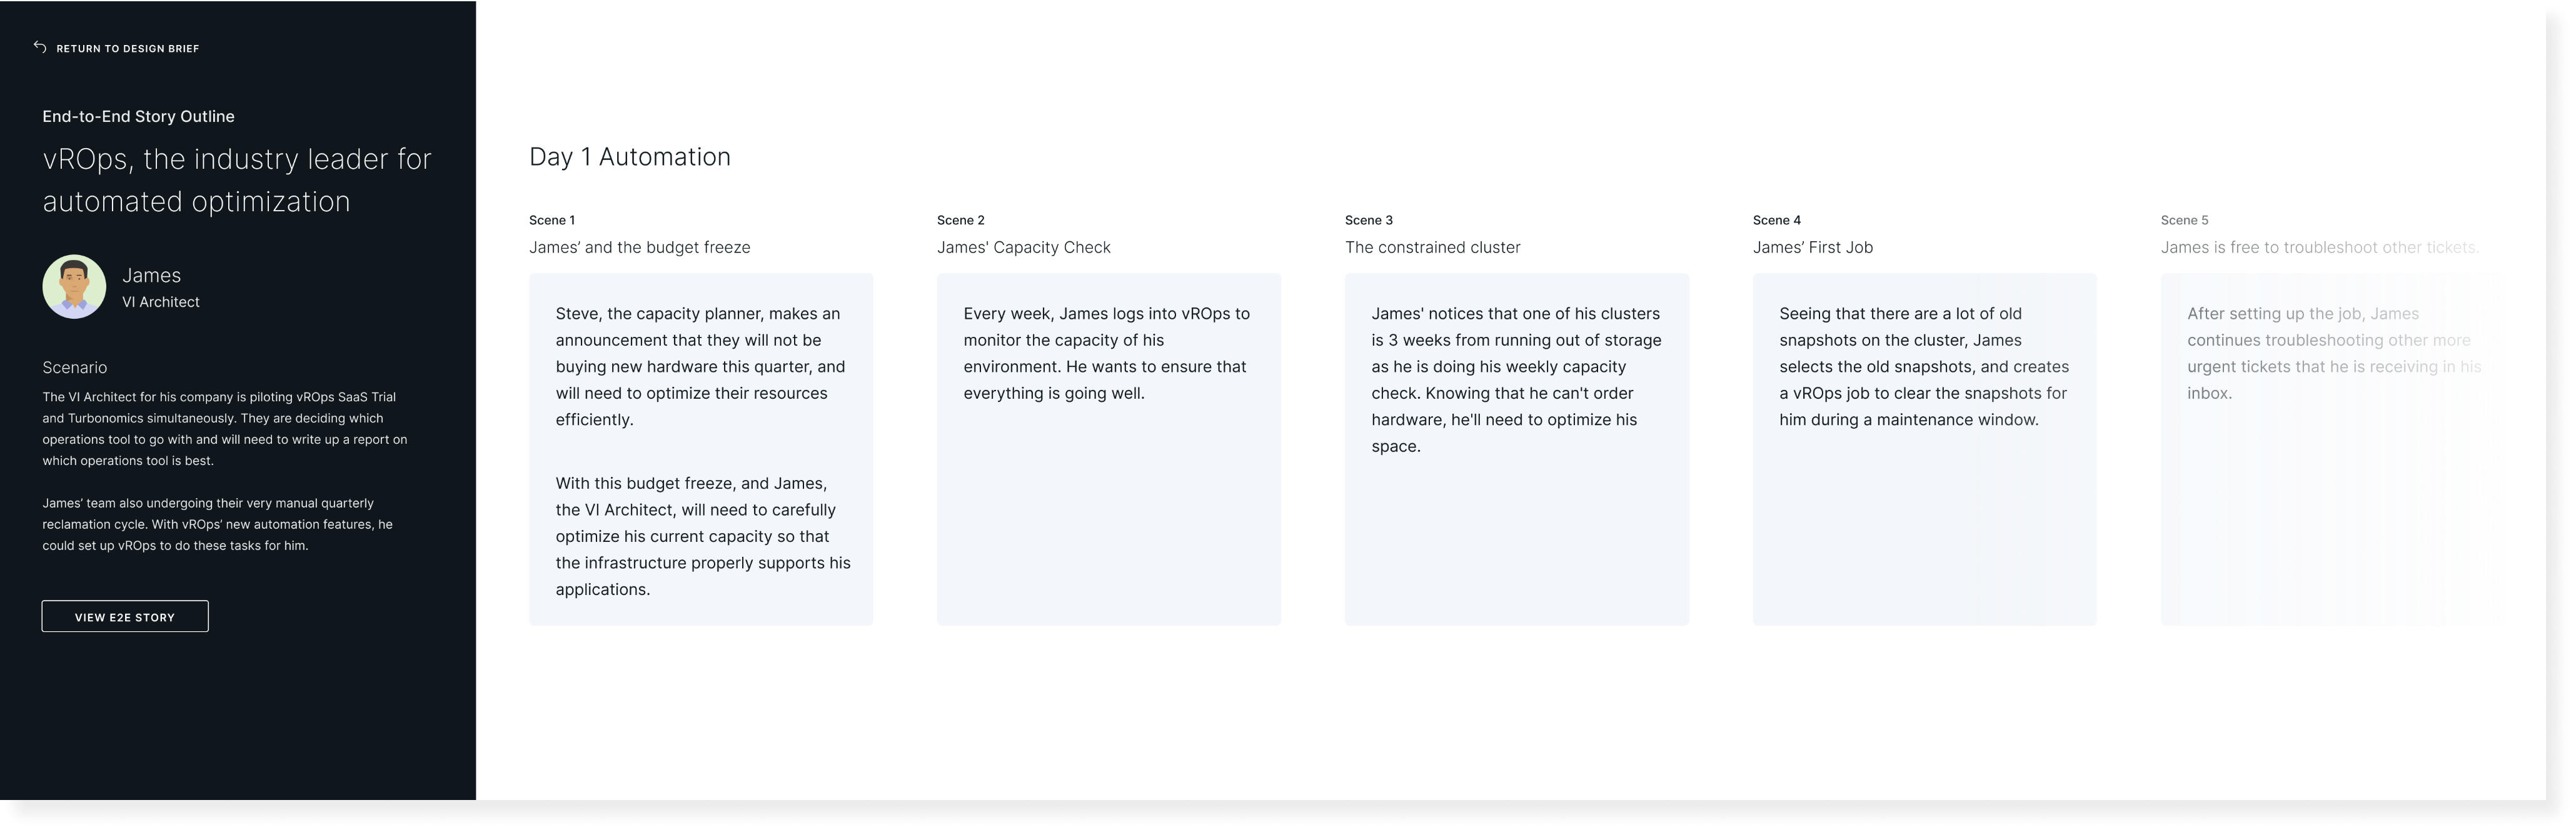 RETURN TO DESIGN BRIEF
End-to-End Story Outline
vROps, the industry leader for
automated optimization
James
VI Architect
Scenario
The VI Architect for his company is piloting vROps SaaS Trial
and Turbonomics simultaneously. They are deciding which
operations tool to go with and will need to write up a report on
which operations tool is best.
James’ team also undergoing their very manual quarterly
reclamation cycle. With vROps’ new automation features, he
could set up vROps to do these tasks for him.
VIEW E2E STORY
Day 1 Automation
Scene 1
James’ and the budget freeze
Steve, the capacity planner, makes an
announcement that they will not be
buying new hardware this quarter, and
will need to optimize their resources
efficiently.
With this budget freeze, and James,
the VI Architect, will need to carefully
optimize his current capacity so that
the infrastructure properly supports his
applications.
Scene 2
James' Capacity Check
Every week, James logs into vROps to
monitor the capacity of his
environment. He wants to ensure that
everything is going well.
Scene 3
The constrained cluster
James' notices that one of his clusters
is 3 weeks from running out of storage
as he is doing his weekly capacity
check. Knowing that he can't order
hardware, he'll need to optimize his
space.
Scene 4
James’ First Job
Seeing that there are a lot of old
snapshots on the cluster, James
selects the old snapshots, and creates
a vROps job to clear the snapshots for
him during a maintenance window.
Scene 5
James is free to troubleshoot other tickets.
After setting up the job, James
continues troubleshooting other more
urgent tickets that he is receiving in his
inbox.